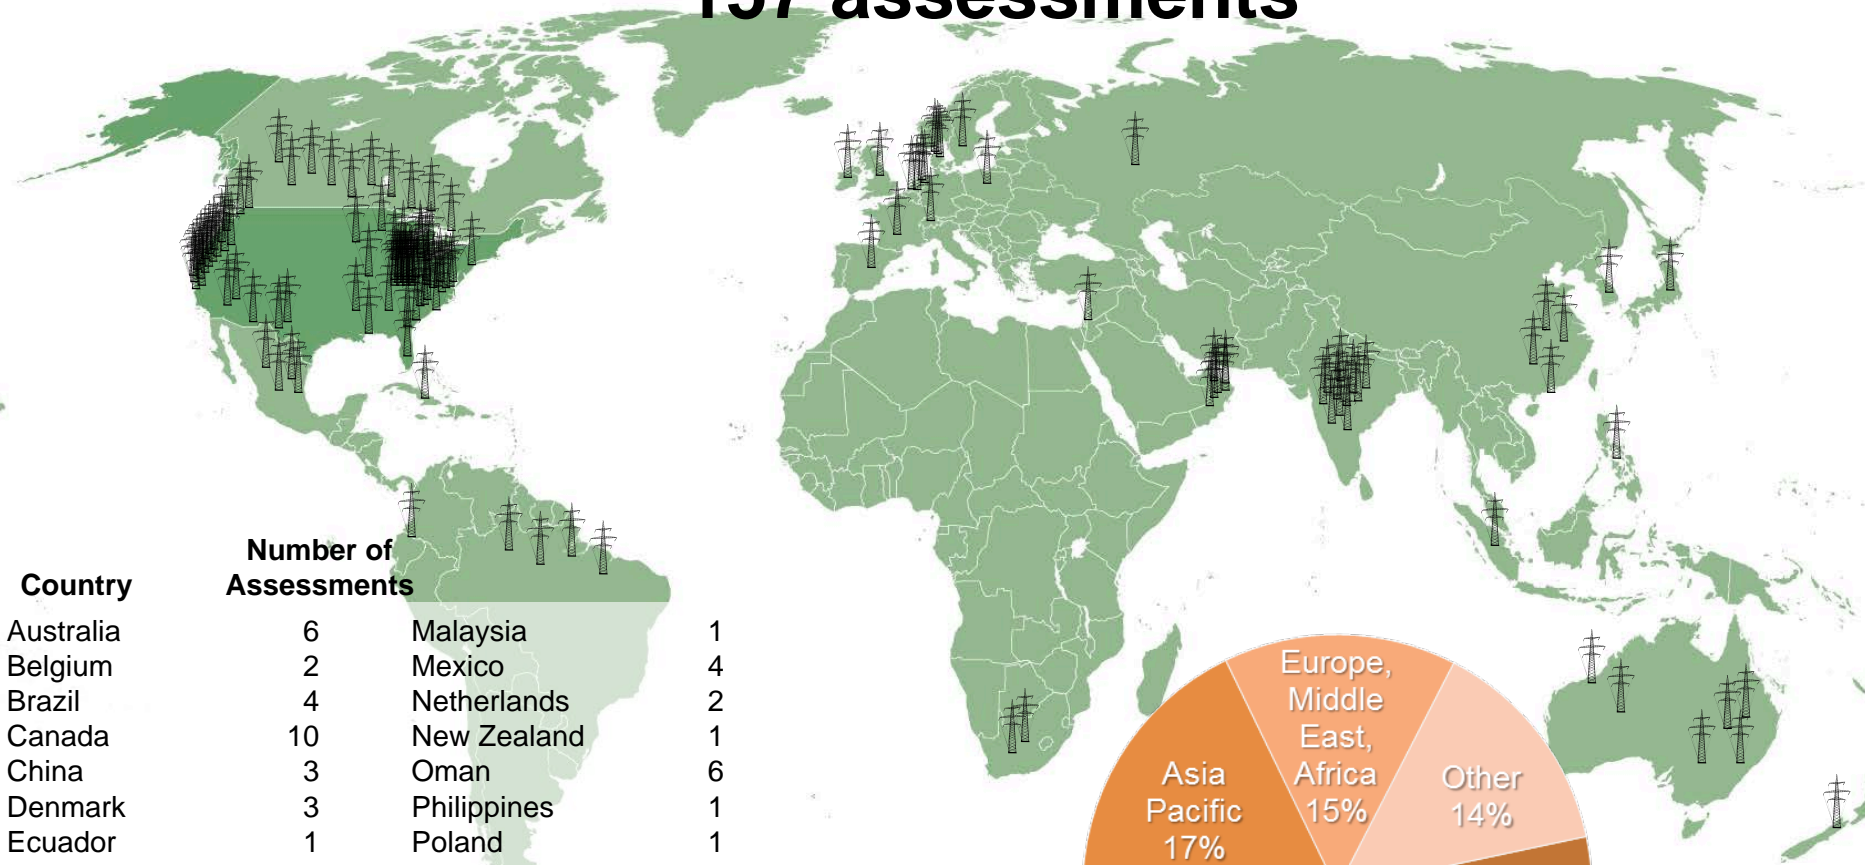 assessments
Number of
Country Assessments
Australia 6 Malaysia 1
Belgium 2 Mexico 4
Brazil 4 Netherlands 2
Canada 10 New Zealand 1
China 3 Oman 6
Denmark 3 Philippines 1
Ecuador 1 Poland 1
Europe,
Middle
East,
Africa
15%
Asia
Pacific
17%
Other
14%